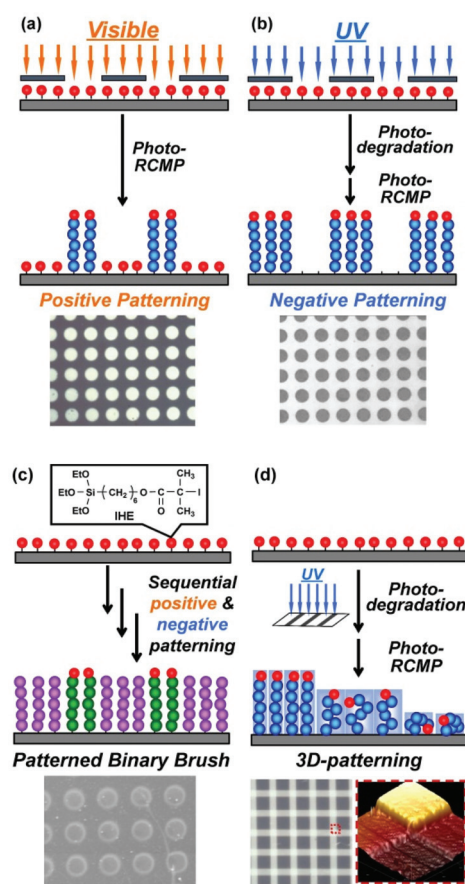 (a)
Visible
Photo-
RCMP
Positive Patterning
(b)
UV
Photo-
degradation
Photo-
RCMP
Negative Patterning
(c)
EtO
EtO
EtO
Si
(CH₂)
6
O
C
O
CH₃
C
I
CH₃
IHE
Sequential
positive &
negative
patterning
Patterned Binary Brush
(d)
UV
Photo-
degradation
Photo-
RCMP
3D-patterning